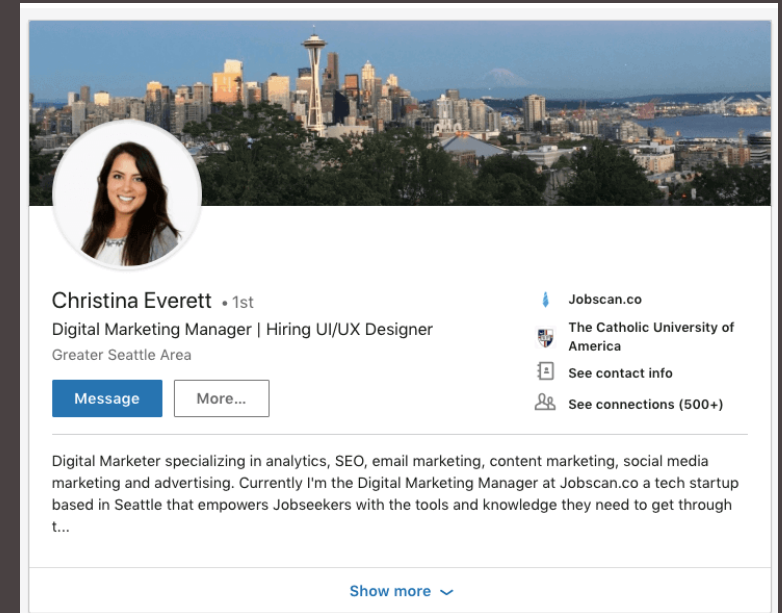 Christina Everett • 1st
Digital Marketing Manager | Hiring UI/UX Designer
Greater Seattle Area
Message
More...
Jobscan.co
The Catholic University of
America
See contact info
See connections (500+)
Digital Marketer specializing in analytics, SEO, email marketing, content marketing, social media
marketing and advertising. Currently I'm the Digital Marketing Manager at Jobscan.co a tech startup
based in Seattle that empowers Jobseekers with the tools and knowledge they need to get through
t...
Show more